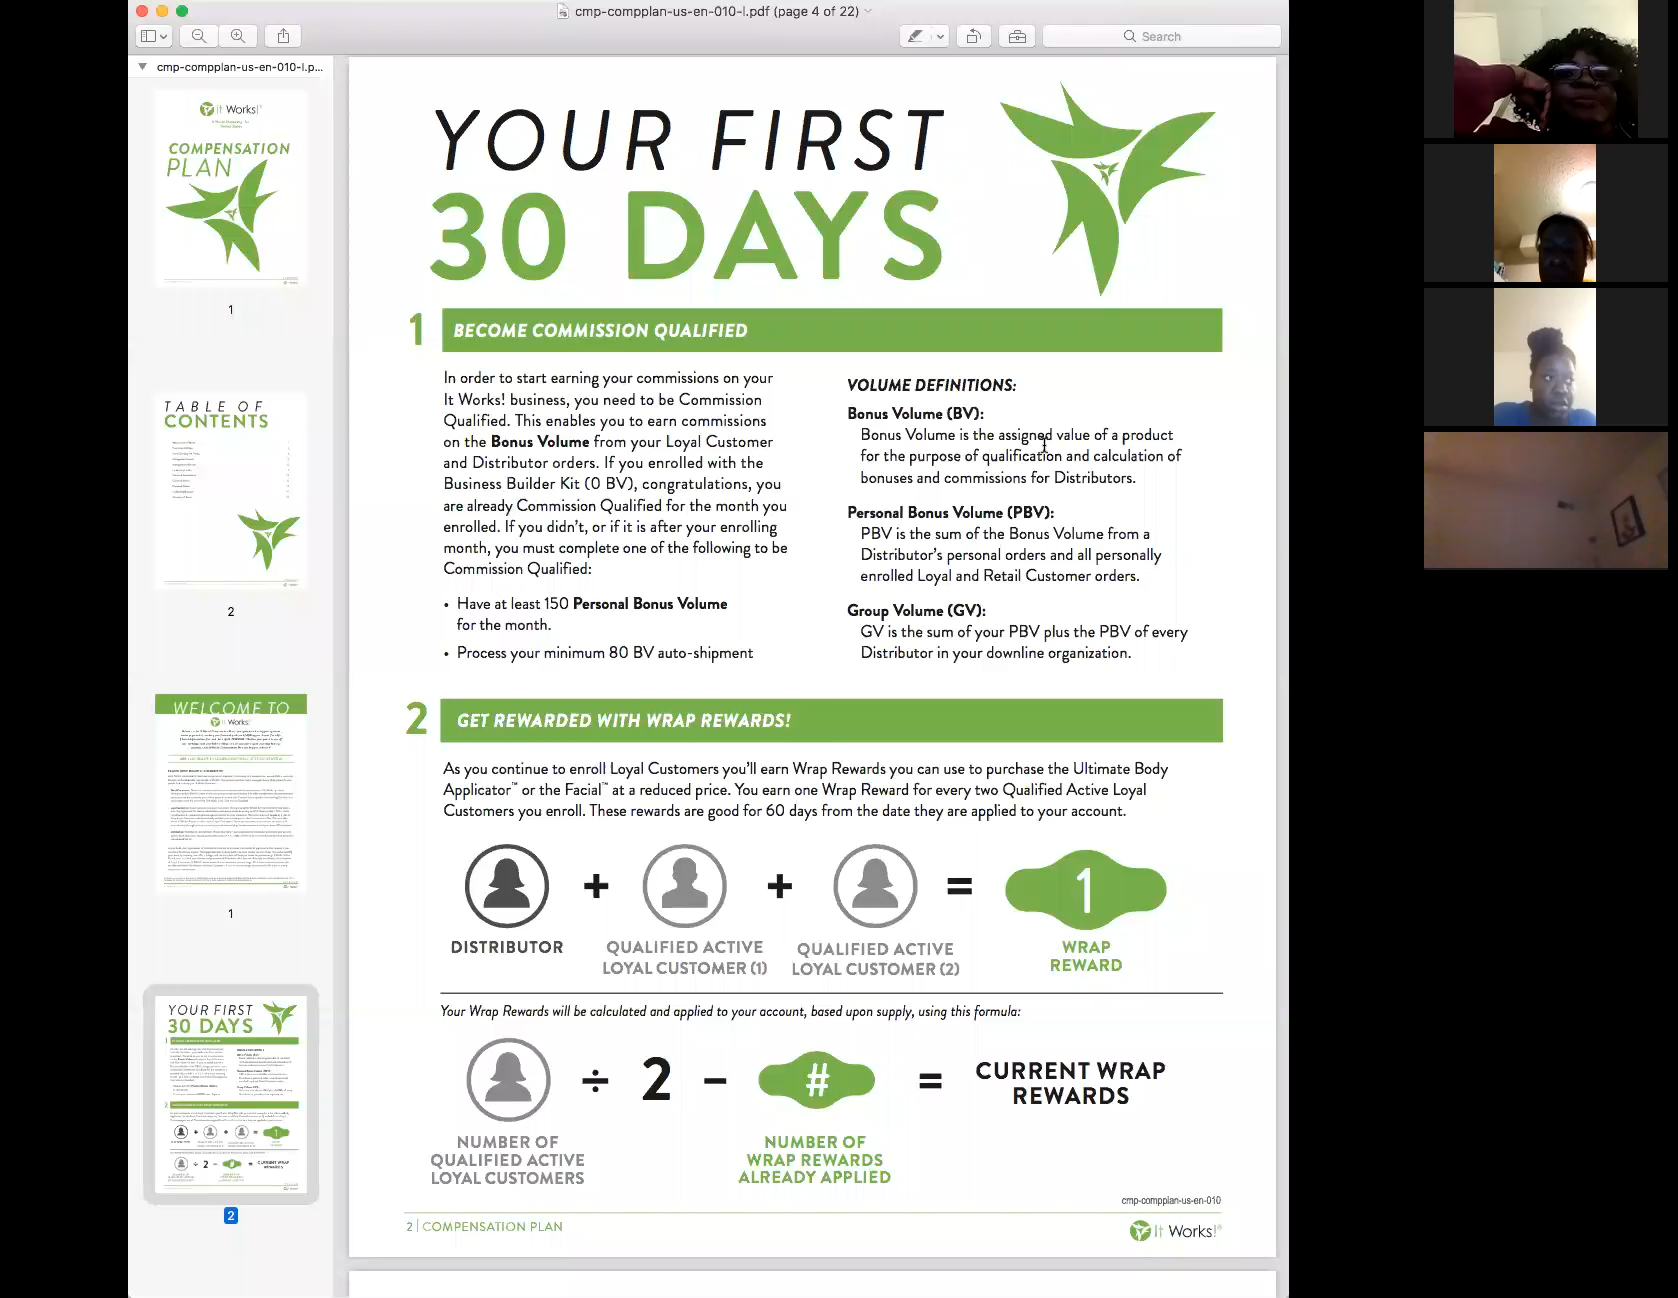 cmp-compplan-us-en-010-l.pdf (page 4 of 22)
Search
cmp-compplan-us-en-010-l.p...
It Works!
COMPENSATION
PLAN
1
TABLE OF
CONTENTS
2
WELCOME TO
It Works!
1
YOUR FIRST
30 DAYS
2
YOUR FIRST
30 DAYS
1 BECOME COMMISSION QUALIFIED
In order to start earning your commissions on your
It Works! business, you need to be Commission
Qualified. This enables you to earn commissions
on the Bonus Volume from your Loyal Customer
and Distributor orders. If you enrolled with the
Business Builder Kit (0 BV), congratulations, you
are already Commission Qualified for the month you
enrolled. If you didn't, or if it is after your enrolling
month, you must complete one of the following to be
Commission Qualified:
• Have at least 150 Personal Bonus Volume
for the month.
• Process your minimum 80 BV auto-shipment
VOLUME DEFINITIONS:
Bonus Volume (BV):
Bonus Volume is the assigned value of a product
for the purpose of qualification and calculation of
bonuses and commissions for Distributors.
Personal Bonus Volume (PBV):
PBV is the sum of the Bonus Volume from a
Distributor's personal orders and all personally
enrolled Loyal and Retail Customer orders.
Group Volume (GV):
GV is the sum of your PBV plus the PBV of every
Distributor in your downline organization.
2 GET REWARDED WITH WRAP REWARDS!
As you continue to enroll Loyal Customers you'll earn Wrap Rewards you can use to purchase the Ultimate Body
Applicator™ or the Facial™ at a reduced price. You earn one Wrap Reward for every two Qualified Active Loyal
Customers you enroll. These rewards are good for 60 days from the date they are applied to your account.
+ + = 1
DISTRIBUTOR
QUALIFIED ACTIVE
LOYAL CUSTOMER (1)
QUALIFIED ACTIVE
LOYAL CUSTOMER (2)
WRAP
REWARD
Your Wrap Rewards will be calculated and applied to your account, based upon supply, using this formula:
÷ 2 − # =
CURRENT WRAP
REWARDS
NUMBER OF
QUALIFIED ACTIVE
LOYAL CUSTOMERS
NUMBER OF
WRAP REWARDS
ALREADY APPLIED
cmp-compplan-us-en-010
2 | COMPENSATION PLAN
It Works!®